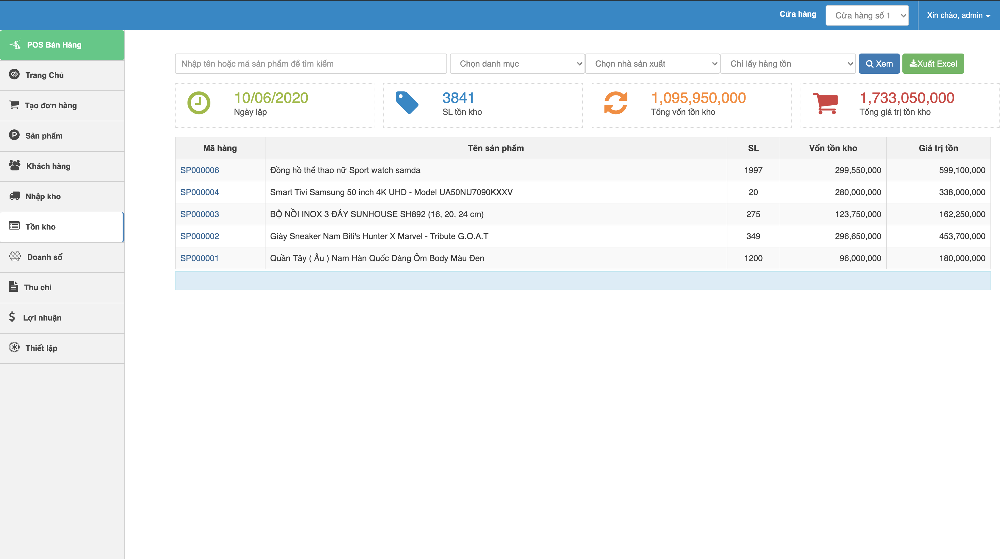 Cửa hàng Cửa hàng số 1 Xin chào, admin
POS Bán Hàng
Trang Chủ
Tạo đơn hàng
Sản phẩm
Khách hàng
Nhập kho
Tồn kho
Doanh số
Thu chi
Lợi nhuận
Thiết lập
Nhập tên hoặc mã sản phẩm để tìm kiếm Chọn danh mục Chọn nhà sản xuất Chỉ lấy hàng tồn Xem Xuất Excel
10/06/2020
Ngày lập
3841
SL tồn kho
1,095,950,000
Tổng vốn tồn kho
1,733,050,000
Tổng giá trị tồn kho
Mã hàng Tên sản phẩm SL Vốn tồn kho Giá trị tồn
SP000006 Đồng hồ thể thao nữ Sport watch samda 1997 299,550,000 599,100,000
SP000004 Smart Tivi Samsung 50 inch 4K UHD - Model UA50NU7090KXXV 20 280,000,000 338,000,000
SP000003 BỘ NỒI INOX 3 ĐÁY SUNHOUSE SH892 (16, 20, 24 cm) 275 123,750,000 162,250,000
SP000002 Giày Sneaker Nam Biti's Hunter X Marvel - Tribute G.O.A.T 349 296,650,000 453,700,000
SP000001 Quần Tây ( Âu ) Nam Hàn Quốc Dáng Ôm Body Màu Đen 1200 96,000,000 180,000,000